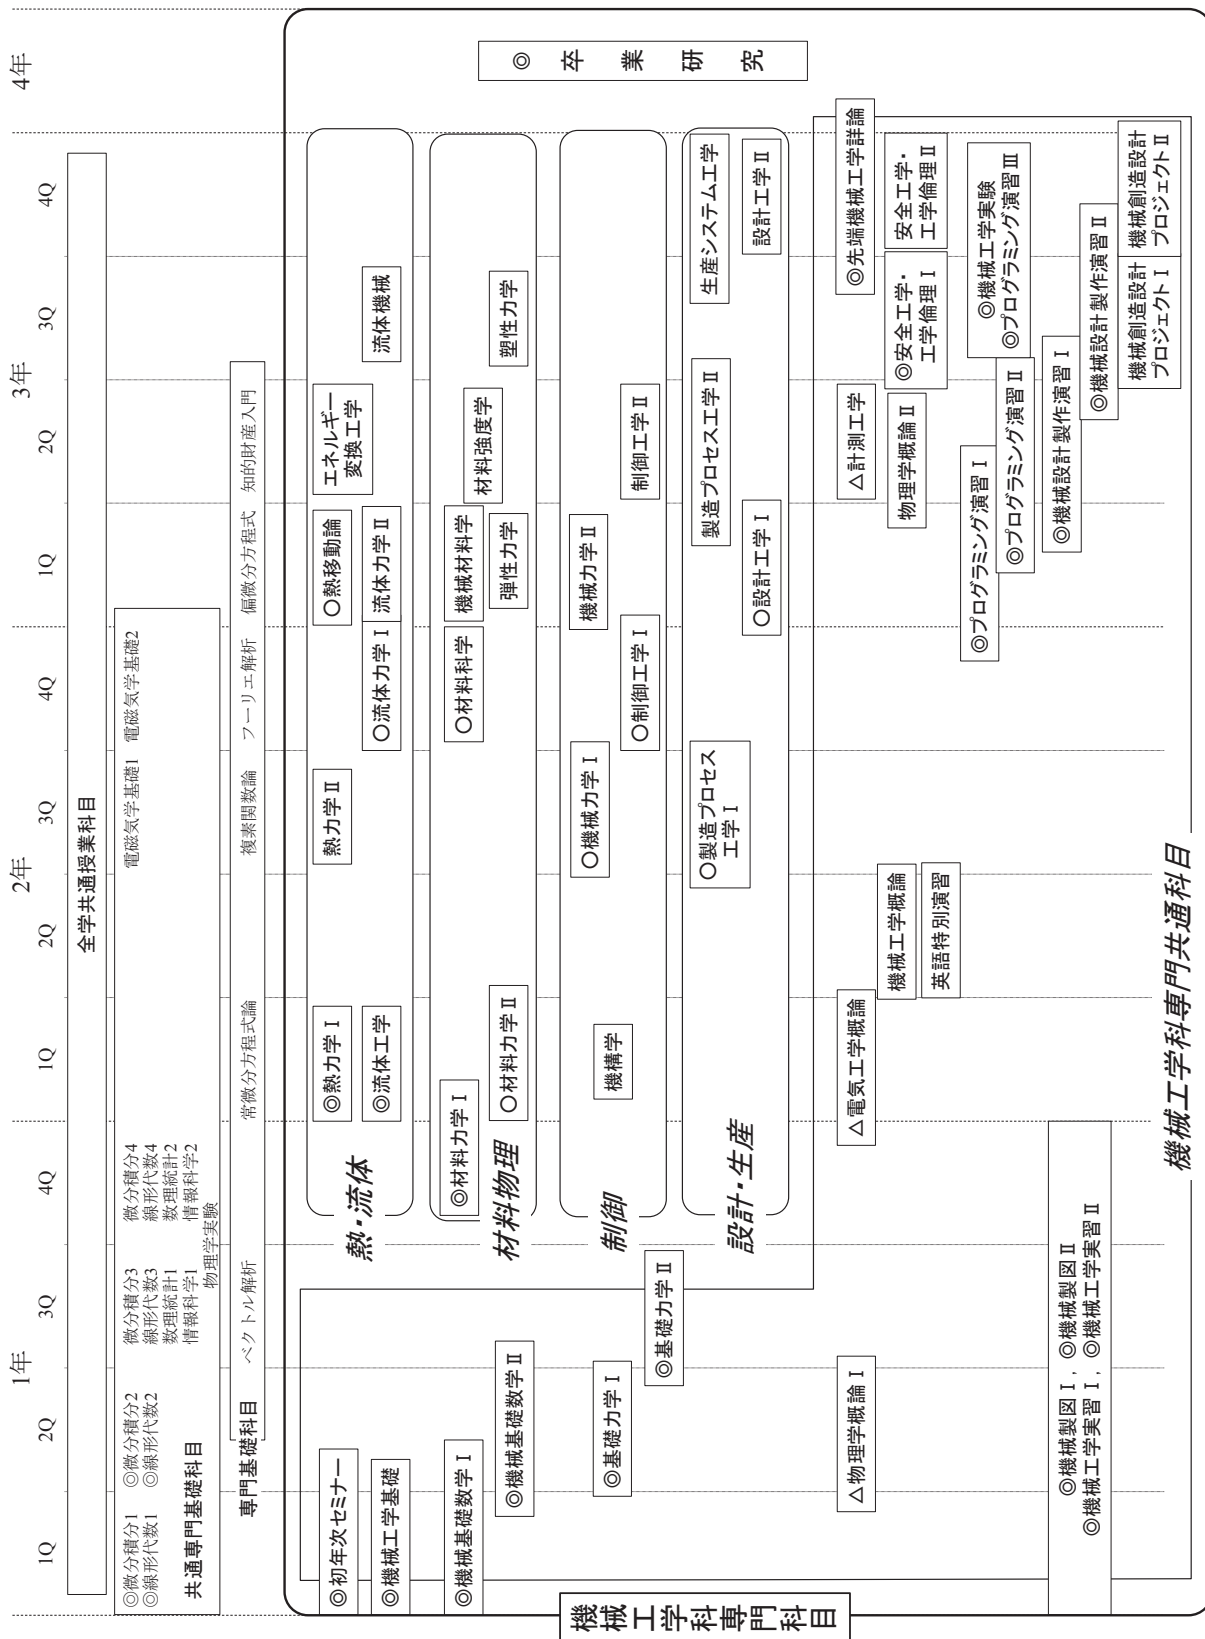 1年
2年
3年
4年
1Q
2Q
3Q
4Q
1Q
2Q
3Q
4Q
1Q
2Q
3Q
4Q
全学共通授業科目
◎微分積分1
◎線形代数1
◎微分積分2
◎線形代数2
微分積分3
線形代数3
数理統計1
情報科学1
微分積分4
線形代数4
数理統計2
情報科学2
物理学実験
電磁気学基礎1
電磁気学基礎2
共通専門基礎科目
専門基礎科目
ベクトル解析
常微分方程式論
複素関数論
フーリエ解析
偏微分方程式
知的財産入門
◎初年次セミナー
◎機械工学基礎
◎機械基礎数学Ⅰ
◎機械基礎数学Ⅱ
◎基礎力学Ⅰ
◎基礎力学Ⅱ
熱・流体
◎熱力学Ⅰ
◎流体工学
熱力学Ⅱ
○流体力学Ⅰ
○熱移動論
流体力学Ⅱ
エネルギー
変換工学
流体機械
材料物理
◎材料力学Ⅰ
○材料力学Ⅱ
○材料科学
機械材料学
弾性力学
材料強度学
塑性力学
制御
機構学
○機械力学Ⅰ
○制御工学Ⅰ
機械力学Ⅱ
制御工学Ⅱ
設計・生産
○製造プロセス
工学Ⅰ
○設計工学Ⅰ
製造プロセス工学Ⅱ
生産システム工学
設計工学Ⅱ
◎卒業研究
△物理学概論Ⅰ
△電気工学概論
機械工学概論
英語特別演習
△計測工学
物理学概論Ⅱ
◎先端機械工学詳論
◎安全工学・
工学倫理Ⅰ
安全工学・
工学倫理Ⅱ
◎プログラミング演習Ⅰ
◎プログラミング演習Ⅱ
◎機械工学実験
◎プログラミング演習Ⅲ
◎機械設計製作演習Ⅰ
◎機械設計製作演習Ⅱ
機械創造設計
プロジェクトⅠ
機械創造設計
プロジェクトⅡ
◎機械製図Ⅰ，◎機械製図Ⅱ
◎機械工学実習Ⅰ，◎機械工学実習Ⅱ
機械工学科専門共通科目
機械工学科専門科目